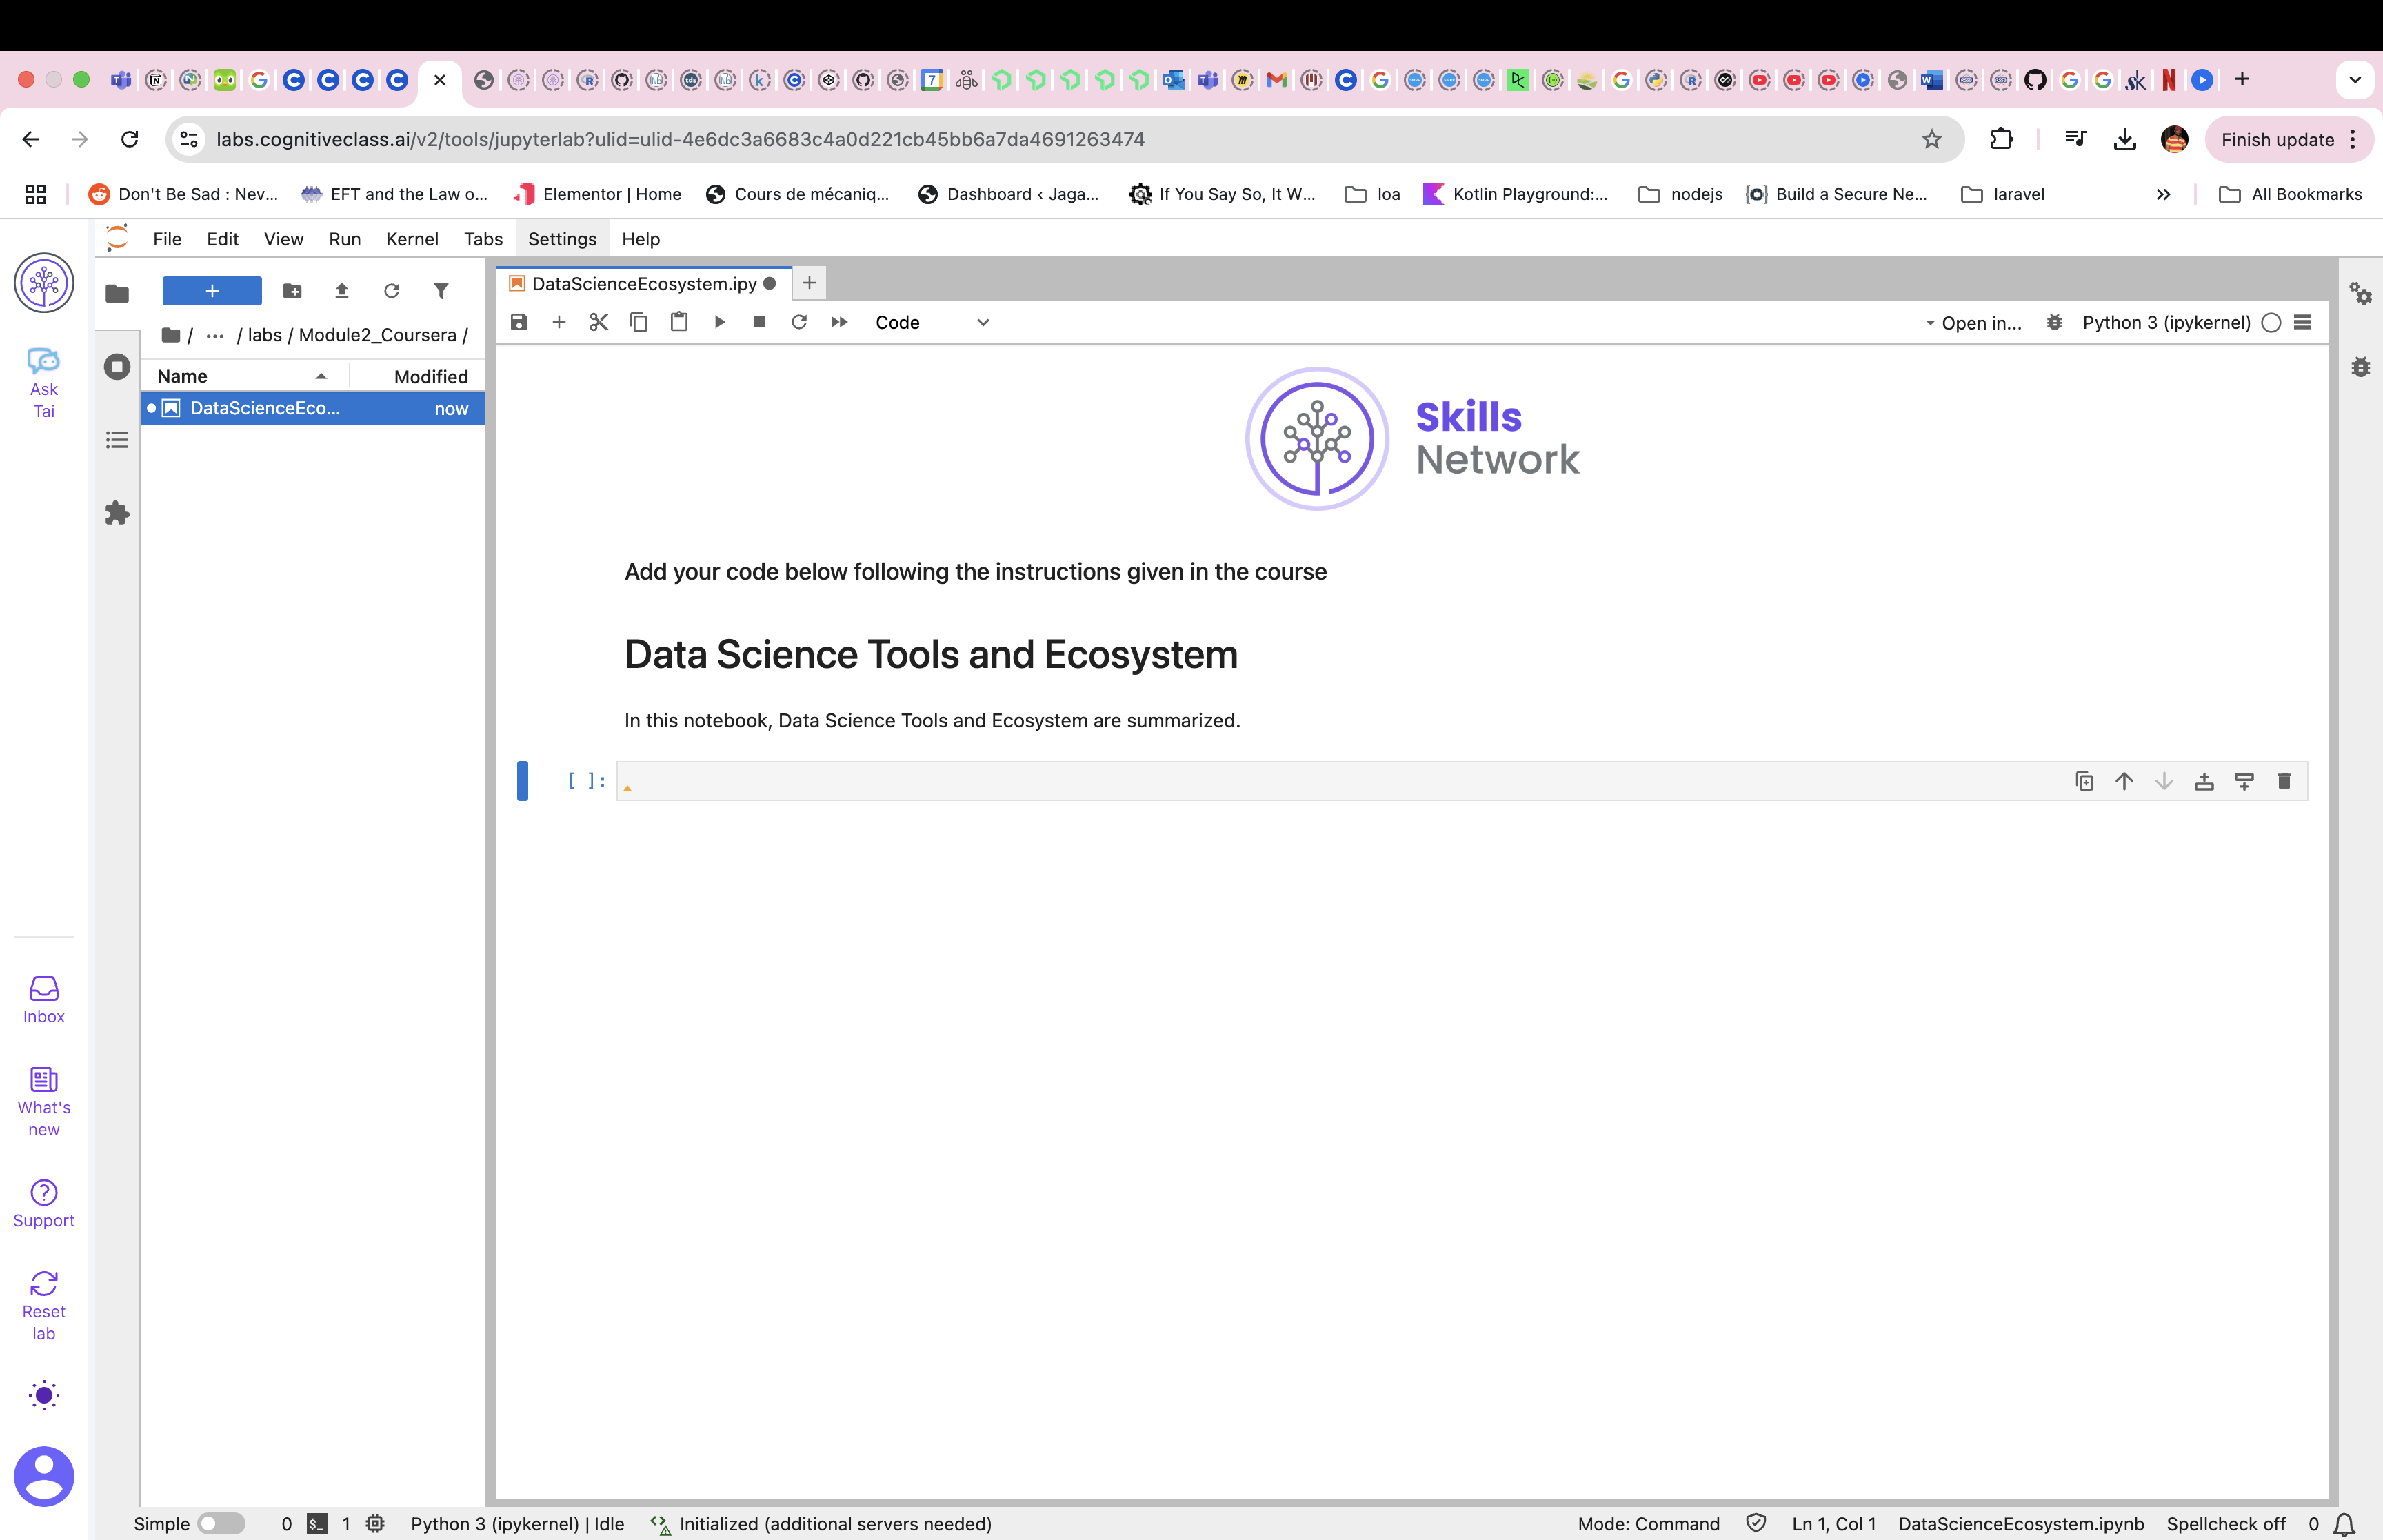 labs.cognitiveclass.ai/v2/tools/jupyterlab?ulid=ulid-4e6dc3a6683c4a0d221cb45bb6a7da4691263474
Finish update
Don't Be Sad : Nev...
EFT and the Law o...
Elementor | Home
Cours de mécaniq...
Dashboard ‹ Jaga...
If You Say So, It W...
loa
Kotlin Playground:...
nodejs
Build a Secure Ne...
laravel
All Bookmarks
File Edit View Run Kernel Tabs Settings Help
DataScienceEcosystem.ipy
/ ... / labs / Module2_Coursera /
Code
Open in...
Python 3 (ipykernel)
Name Modified
DataScienceEco... now
Ask
Tai
Skills
Network
Add your code below following the instructions given in the course
Data Science Tools and Ecosystem
In this notebook, Data Science Tools and Ecosystem are summarized.
[ ]:
Inbox
What's
new
Support
Reset
lab
Simple 0 $_ 1 Python 3 (ipykernel) | Idle Initialized (additional servers needed) Mode: Command Ln 1, Col 1 DataScienceEcosystem.ipynb Spellcheck off 0